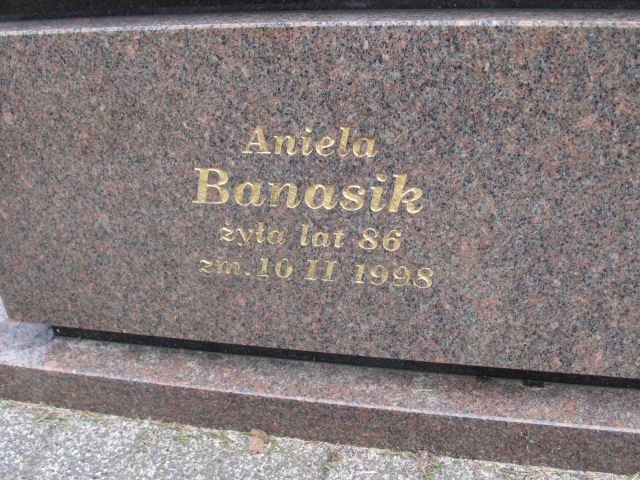 Aniela
Banasik
żyła lat 86
zm. 10 II 1998